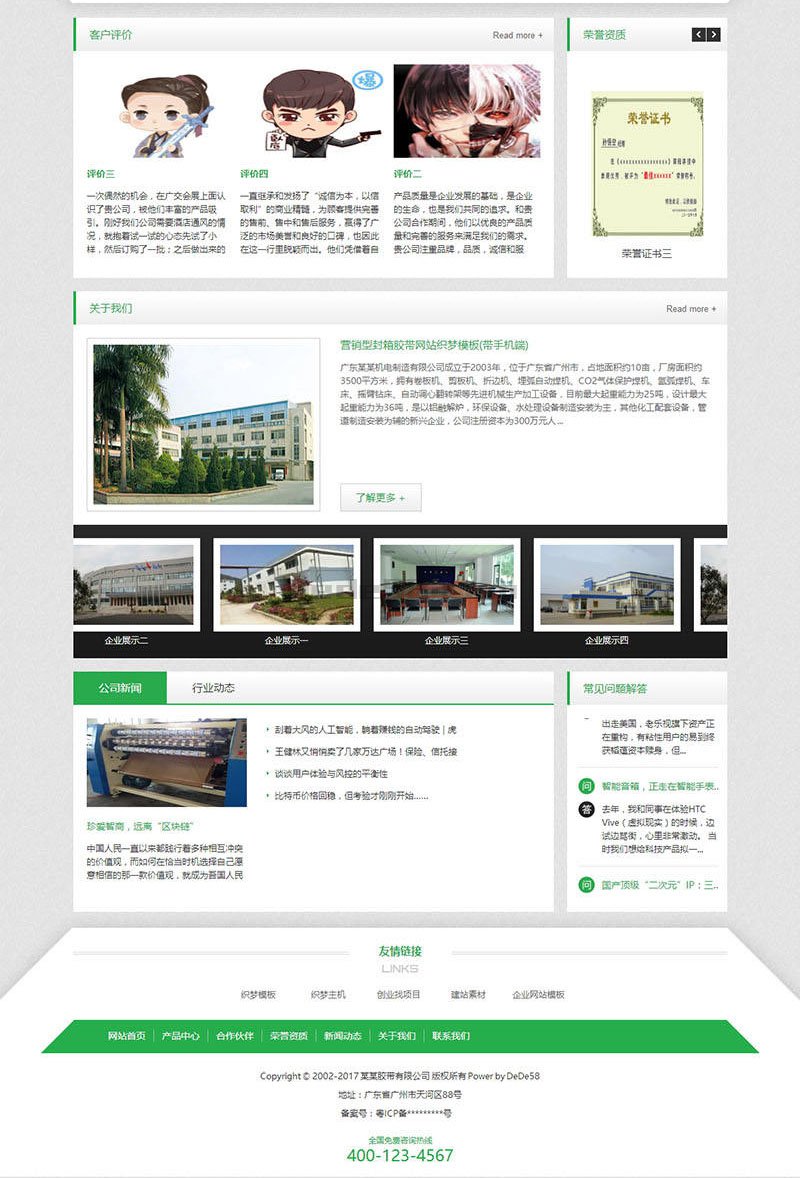 客户评价
Read more +
荣誉资质
爆
卧底
评价三
一次偶然的机会，在广交会展上面认
识了贵公司，被他们丰富的产品吸
引。刚好我们公司需要酒店通风的情
况，就抱着试一试的心态先试了小
样，然后订购了一批；之后做出来的
评价四
一直继承和发扬了“诚信为本，以信
取利”的商业精髓，为顾客提供完善
的售前、售中和售后服务，赢得了广
泛的市场美誉和良好的口碑，也因此
在这一行里脱颖而出。他们凭借着自
评价二
产品质量是企业发展的基础，是企业
的生命，也是我们共同的追求。和贵
公司合作期间，他们以优良的产品质
量和完善的服务来满足我们的需求。
贵公司注重品牌，品质，诚信和服
荣誉证书
荣誉证书三
关于我们
Read more +
营销型封箱胶带网站织梦模板(带手机端)
广东某某机电制造有限公司成立于2003年，位于广东省广州市，占地面积约10亩，厂房面积约
3500平方米，拥有卷板机、剪板机、折边机、埋弧自动焊机、CO2气体保护焊机、氩弧焊机、车
床、摇臂钻床、自动调心翻转架等先进机械生产加工设备，目前最大起重能力为25吨，设计最大
起重能力为36吨，是以铝融解炉、环保设备、水处理设备制造安装为主，其他化工配套设备，管
道制造安装为辅的新兴企业，公司注册资本为300万元人...
了解更多 +
企业展示二
企业展示一
企业展示三
企业展示四
公司新闻
行业动态
珍爱智商，远离“区块链”
中国人民一直以来都践行着多种相互冲突
的价值观，而如何在恰当时机选择自己愿
意相信的那一款价值观，就成为吾国人民
刮着大风的人工智能，躺着赚钱的自动驾驶 | 虎
王健林又悄悄卖了几家万达广场！保险、信托接
谈谈用户体验与风控的平衡性
比特币价格回稳，但考验才刚刚开始……
常见问题解答
出走美国，老乐视旗下资产正
在重构，有粘性用户的易到终
获韬蕴资本赎身，但...
问 智能音箱，正走在智能手表..
答 去年，我和同事在体验HTC
Vive（虚拟现实）的时候，边
试边骂街，心里非常激动。当
时我们想给科技产品拟一...
问 国产顶级“二次元”IP：三..
友情链接
LINKS
织梦模板 织梦主机 创业找项目 建站素材 企业网站模板
网站首页 产品中心 合作伙伴 荣誉资质 新闻动态 关于我们 联系我们
Copyright © 2002-2017 某某胶带有限公司 版权所有 Power by DeDe58
地址：广东省广州市天河区88号
备案号：粤ICP备*********号
全国免费咨询热线
400-123-4567